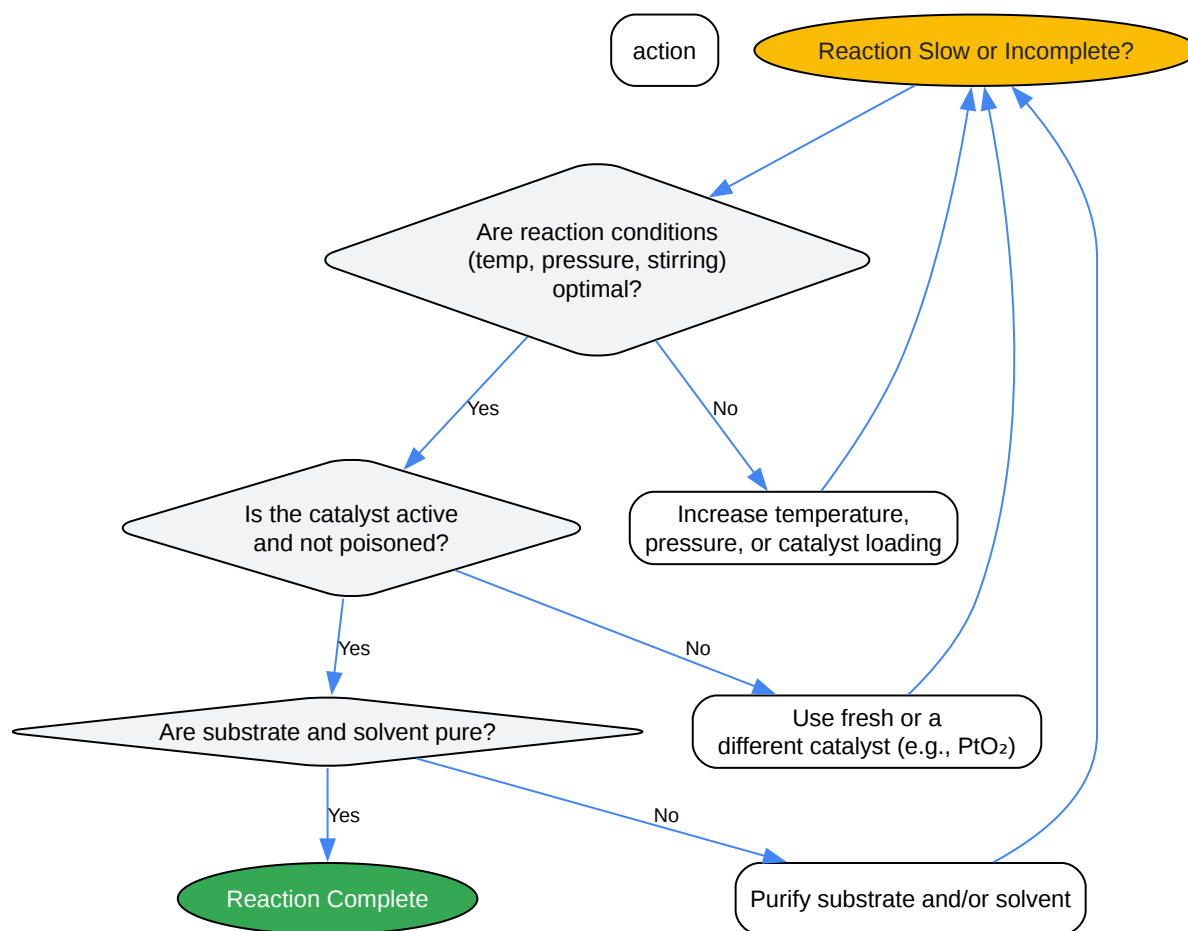 action
Reaction Slow or Incomplete?
Are reaction conditions
(temp, pressure, stirring)
optimal?
Yes
No
Is the catalyst active
and not poisoned?
Increase temperature,
pressure, or catalyst loading
Yes
No
Are substrate and solvent pure?
Use fresh or a
different catalyst (e.g., PtO₂)
Yes
No
Reaction Complete
Purify substrate and/or solvent